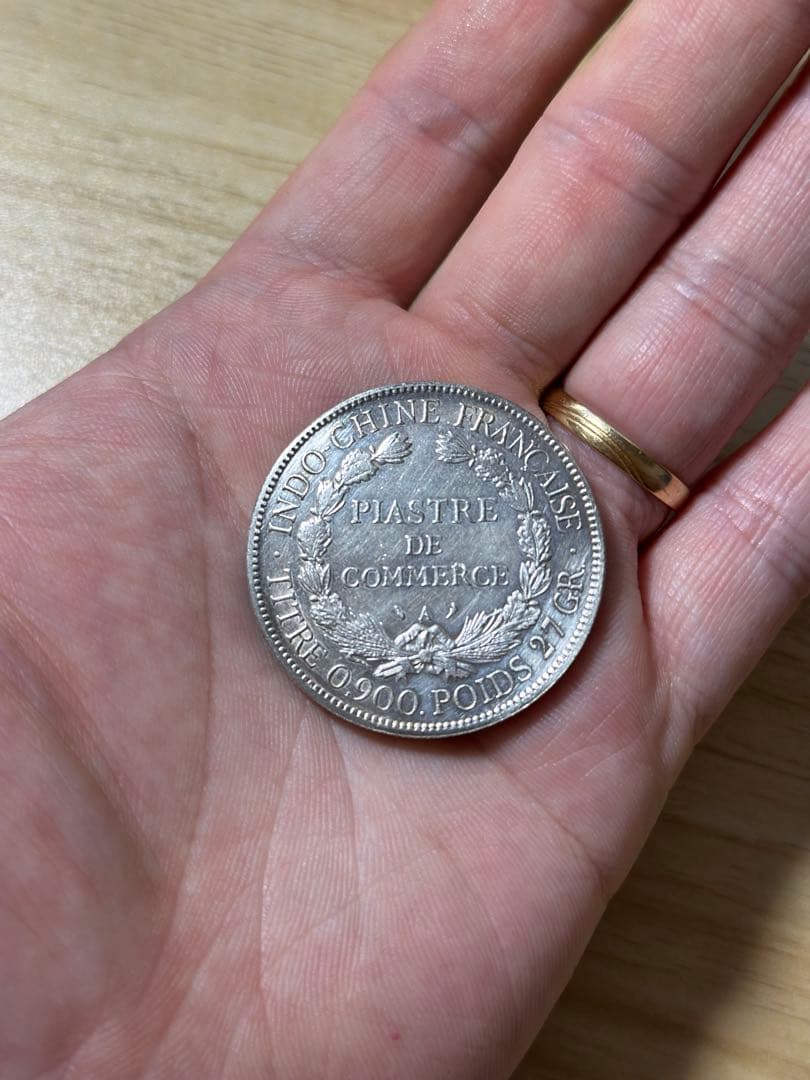 INDO-CHINE FRANÇAISE
PIASTRE
DE
COMMERCE
A
TITRE 0.900. POIDS 27 GR.